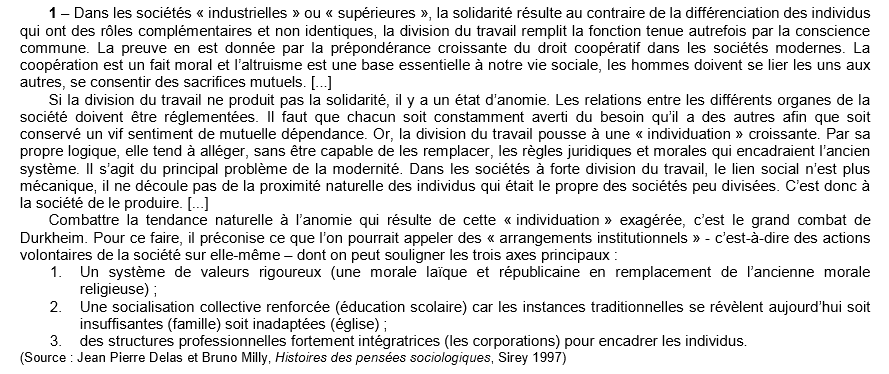 1 – Dans les sociétés « industrielles » ou « supérieures », la solidarité résulte au contraire de la différenciation des individus
qui ont des rôles complémentaires et non identiques, la division du travail remplit la fonction tenue autrefois par la conscience
commune. La preuve en est donnée par la prépondérance croissante du droit coopératif dans les sociétés modernes. La
coopération est un fait moral et l'altruisme est une base essentielle à notre vie sociale, les hommes doivent se lier les uns aux
autres, se consentir des sacrifices mutuels. [...]
Si la division du travail ne produit pas la solidarité, il y a un état d'anomie. Les relations entre les différents organes de la
société doivent être réglementées. Il faut que chacun soit constamment averti du besoin qu'il a des autres afin que soit
conservé un vif sentiment de mutuelle dépendance. Or, la division du travail pousse à une « individuation » croissante. Par sa
propre logique, elle tend à alléger, sans être capable de les remplacer, les règles juridiques et morales qui encadraient l'ancien
système. Il s'agit du principal problème de la modernité. Dans les sociétés à forte division du travail, le lien social n'est plus
mécanique, il ne découle pas de la proximité naturelle des individus qui était le propre des sociétés peu divisées. C'est donc à
la société de le produire. [...]
Combattre la tendance naturelle à l'anomie qui résulte de cette « individuation » exagérée, c'est le grand combat de
Durkheim. Pour ce faire, il préconise ce que l'on pourrait appeler des « arrangements institutionnels » - c'est-à-dire des actions
volontaires de la société sur elle-même – dont on peut souligner les trois axes principaux :
1. Un système de valeurs rigoureux (une morale laïque et républicaine en remplacement de l'ancienne morale
religieuse) ;
2. Une socialisation collective renforcée (éducation scolaire) car les instances traditionnelles se révèlent aujourd'hui soit
insuffisantes (famille) soit inadaptées (église) ;
3. des structures professionnelles fortement intégratrices (les corporations) pour encadrer les individus.
(Source : Jean Pierre Delas et Bruno Milly, Histoires des pensées sociologiques, Sirey 1997)